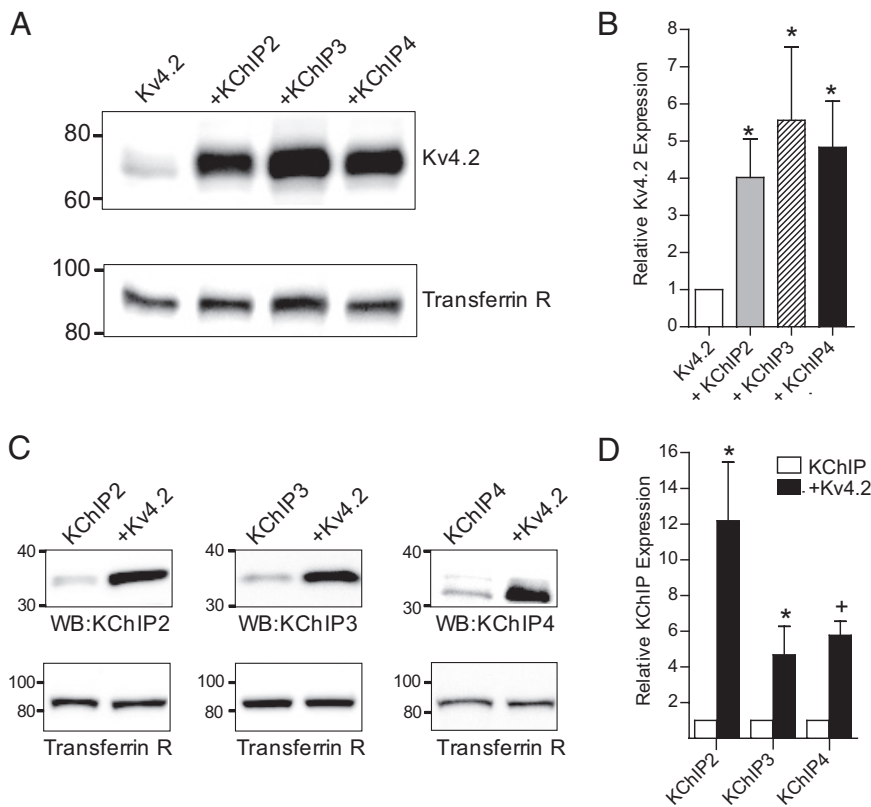 A
Kv4.2
+KChIP2
+KChIP3
+KChIP4
80
60
Kv4.2
100
80
Transferrin R
B
Relative Kv4.2 Expression
8
7
6
5
4
3
2
1
0
*
*
*
Kv4.2
+ KChIP2
+ KChIP3
+ KChIP4
C
KChIP2
+Kv4.2
40
30
WB:KChIP2
100
80
Transferrin R
KChIP3
+Kv4.2
40
30
WB:KChIP3
100
80
Transferrin R
KChIP4
+Kv4.2
40
30
WB:KChIP4
100
80
Transferrin R
D
Relative KChIP Expression
16
14
12
10
8
6
4
2
KChIP
+Kv4.2
*
*
+
KChIP2
KChIP3
KChIP4